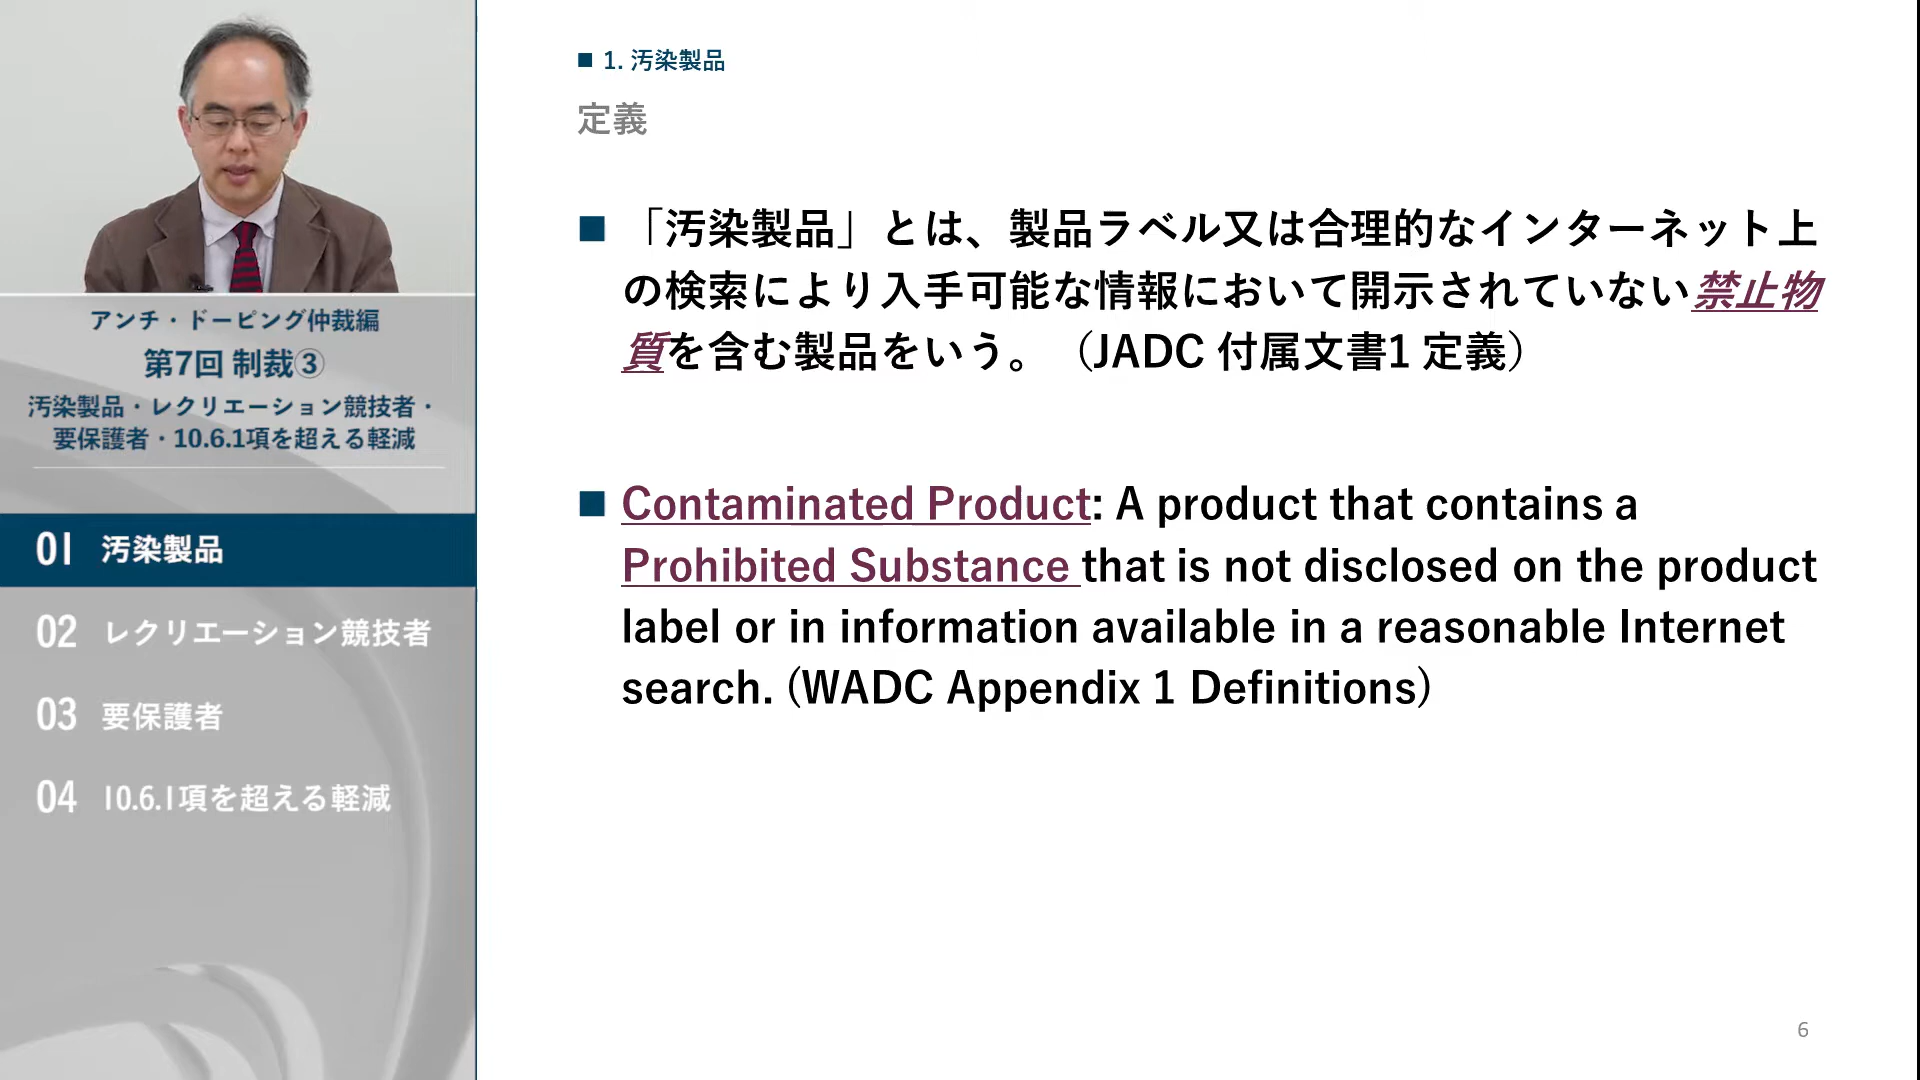 アンチ・ドーピング仲裁編
第7回 制裁③
汚染製品・レクリエーション競技者・
要保護者・10.6.1項を超える軽減
01 汚染製品
02 レクリエーション競技者
03 要保護者
04 10.6.1項を超える軽減
■ 1. 汚染製品
定義
■ 「汚染製品」とは、製品ラベル又は合理的なインターネット上
の検索により入手可能な情報において開示されていない禁止物
質を含む製品をいう。（JADC 付属文書1 定義）
■ Contaminated Product: A product that contains a
Prohibited Substance that is not disclosed on the product
label or in information available in a reasonable Internet
search. (WADC Appendix 1 Definitions)
6